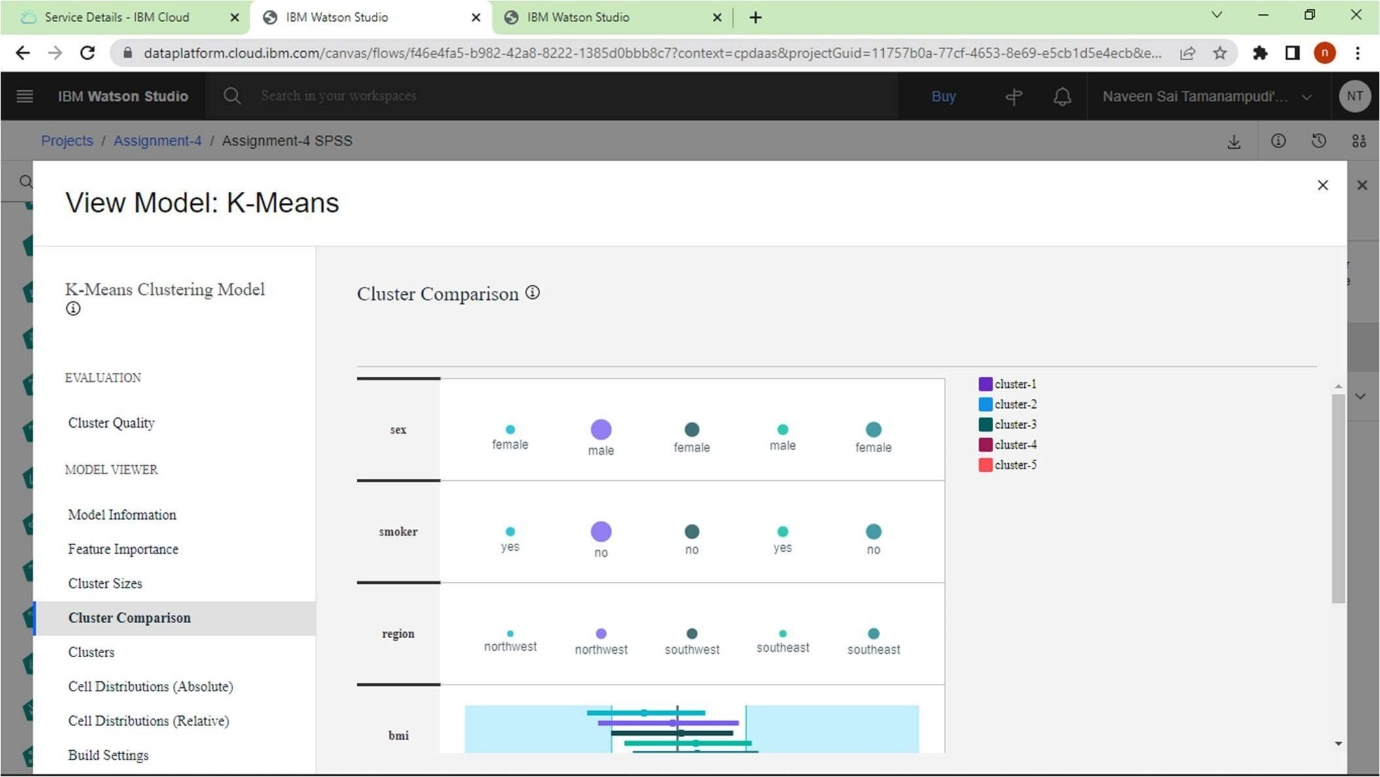 Service Details - IBM Cloud
IBM Watson Studio
IBM Watson Studio
dataplatform.cloud.ibm.com/canvas/flows/f46e4fa5-b982-42a8-8222-1385d0bbb8c7?context=cpdaas&projectGuid=11757b0a-77cf-4653-8e69-e5cb1d5e4ecb&e...
n
IBM Watson Studio
Search in your workspaces
Buy
Naveen Sai Tamanampudi'...
NT
Projects / Assignment-4 / Assignment-4 SPSS
View Model: K-Means
K-Means Clustering Model
EVALUATION
Cluster Quality
MODEL VIEWER
Model Information
Feature Importance
Cluster Sizes
Cluster Comparison
Clusters
Cell Distributions (Absolute)
Cell Distributions (Relative)
Build Settings
Cluster Comparison
sex
female male female male female
smoker
yes no no yes no
region
northwest northwest southwest southeast southeast
bmi
cluster-1
cluster-2
cluster-3
cluster-4
cluster-5